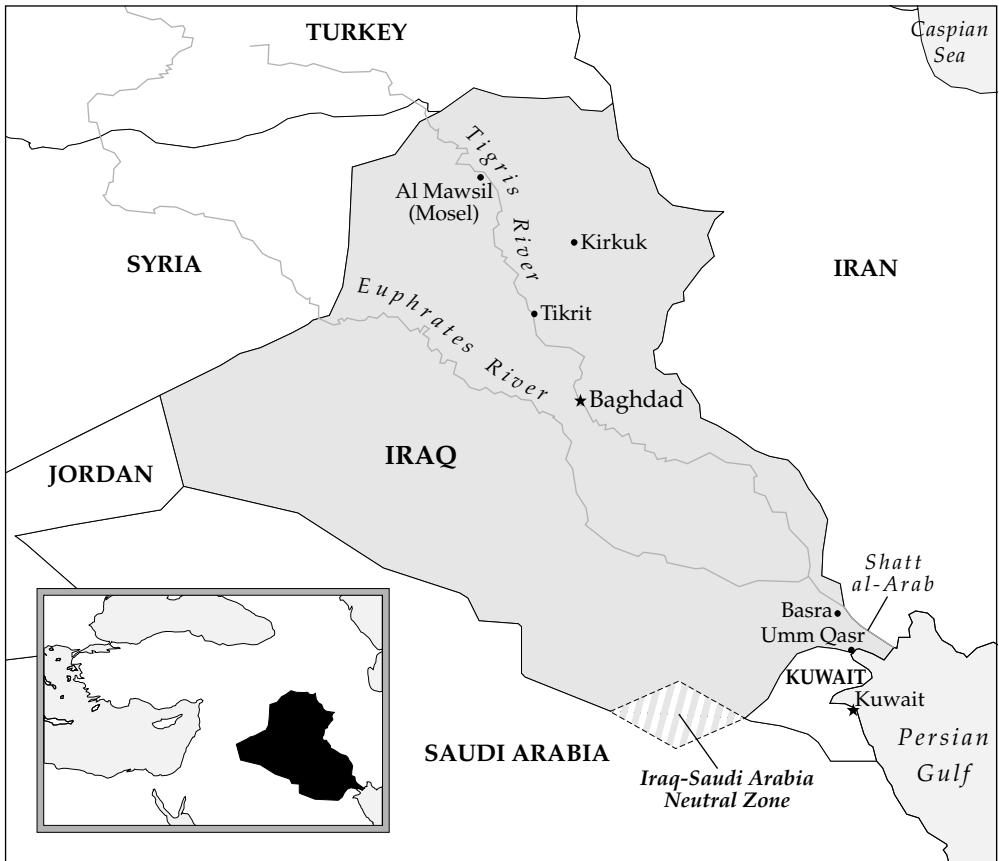 TURKEY
Caspian
Sea
Tigris River
Al Mawsil
(Mosel)
Kirkuk
SYRIA
IRAN
Euphrates River
Tikrit
Baghdad
IRAQ
JORDAN
Shatt
al-Arab
Basra
Umm Qasr
KUWAIT
Kuwait
Persian
Gulf
SAUDI ARABIA
Iraq-Saudi Arabia
Neutral Zone